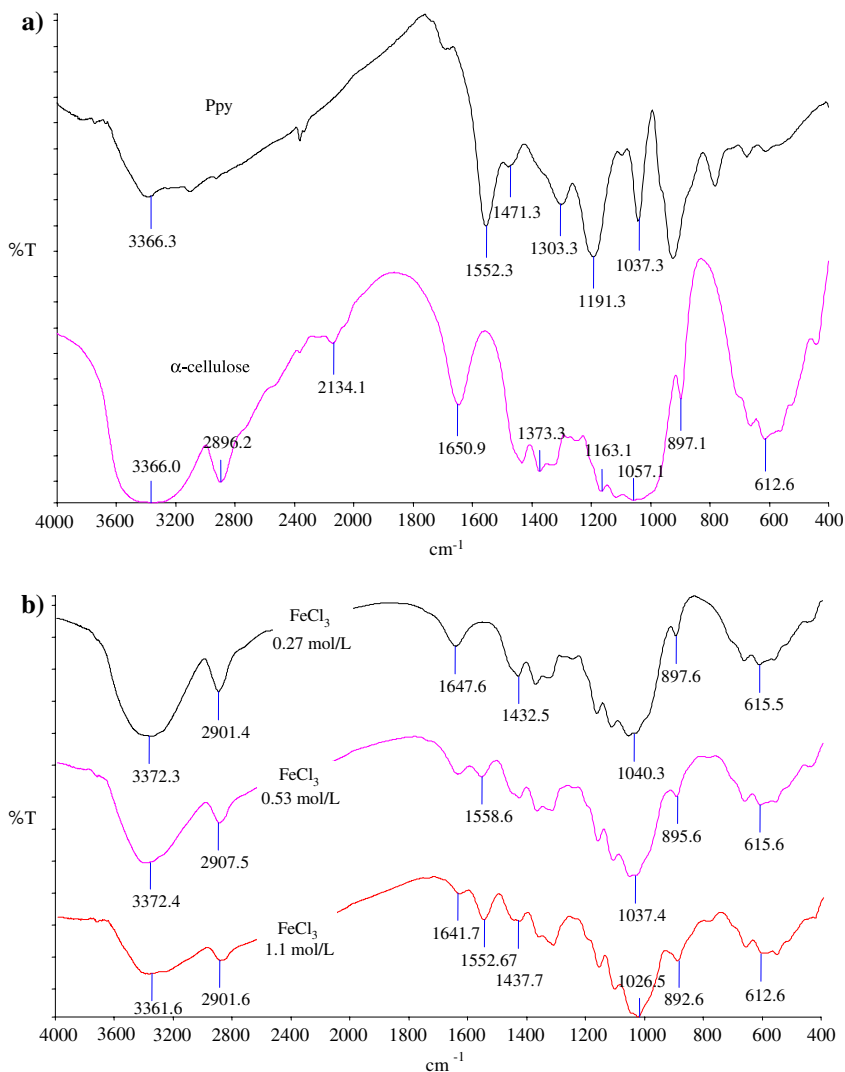 a)
Ppy
3366.3
1471.3
1303.3
1037.3
1552.3
1191.3
%T
α-cellulose
2134.1
2896.2
3366.0
1650.9
1373.3
1163.1
1057.1
897.1
612.6
4000 3600 3200 2800 2400 2000 1800 1600 1400 1200 1000 800 600 400
cm-1
b)
FeCl3
0.27 mol/L
3372.3
2901.4
1647.6
1432.5
1040.3
897.6
615.5
FeCl3
0.53 mol/L
%T
3372.4
2907.5
1558.6
1037.4
895.6
615.6
FeCl3
1.1 mol/L
3361.6
2901.6
1641.7
1552.67
1437.7
1026.5
892.6
612.6
4000 3600 3200 2800 2400 2000 1800 1600 1400 1200 1000 800 600 400
cm-1